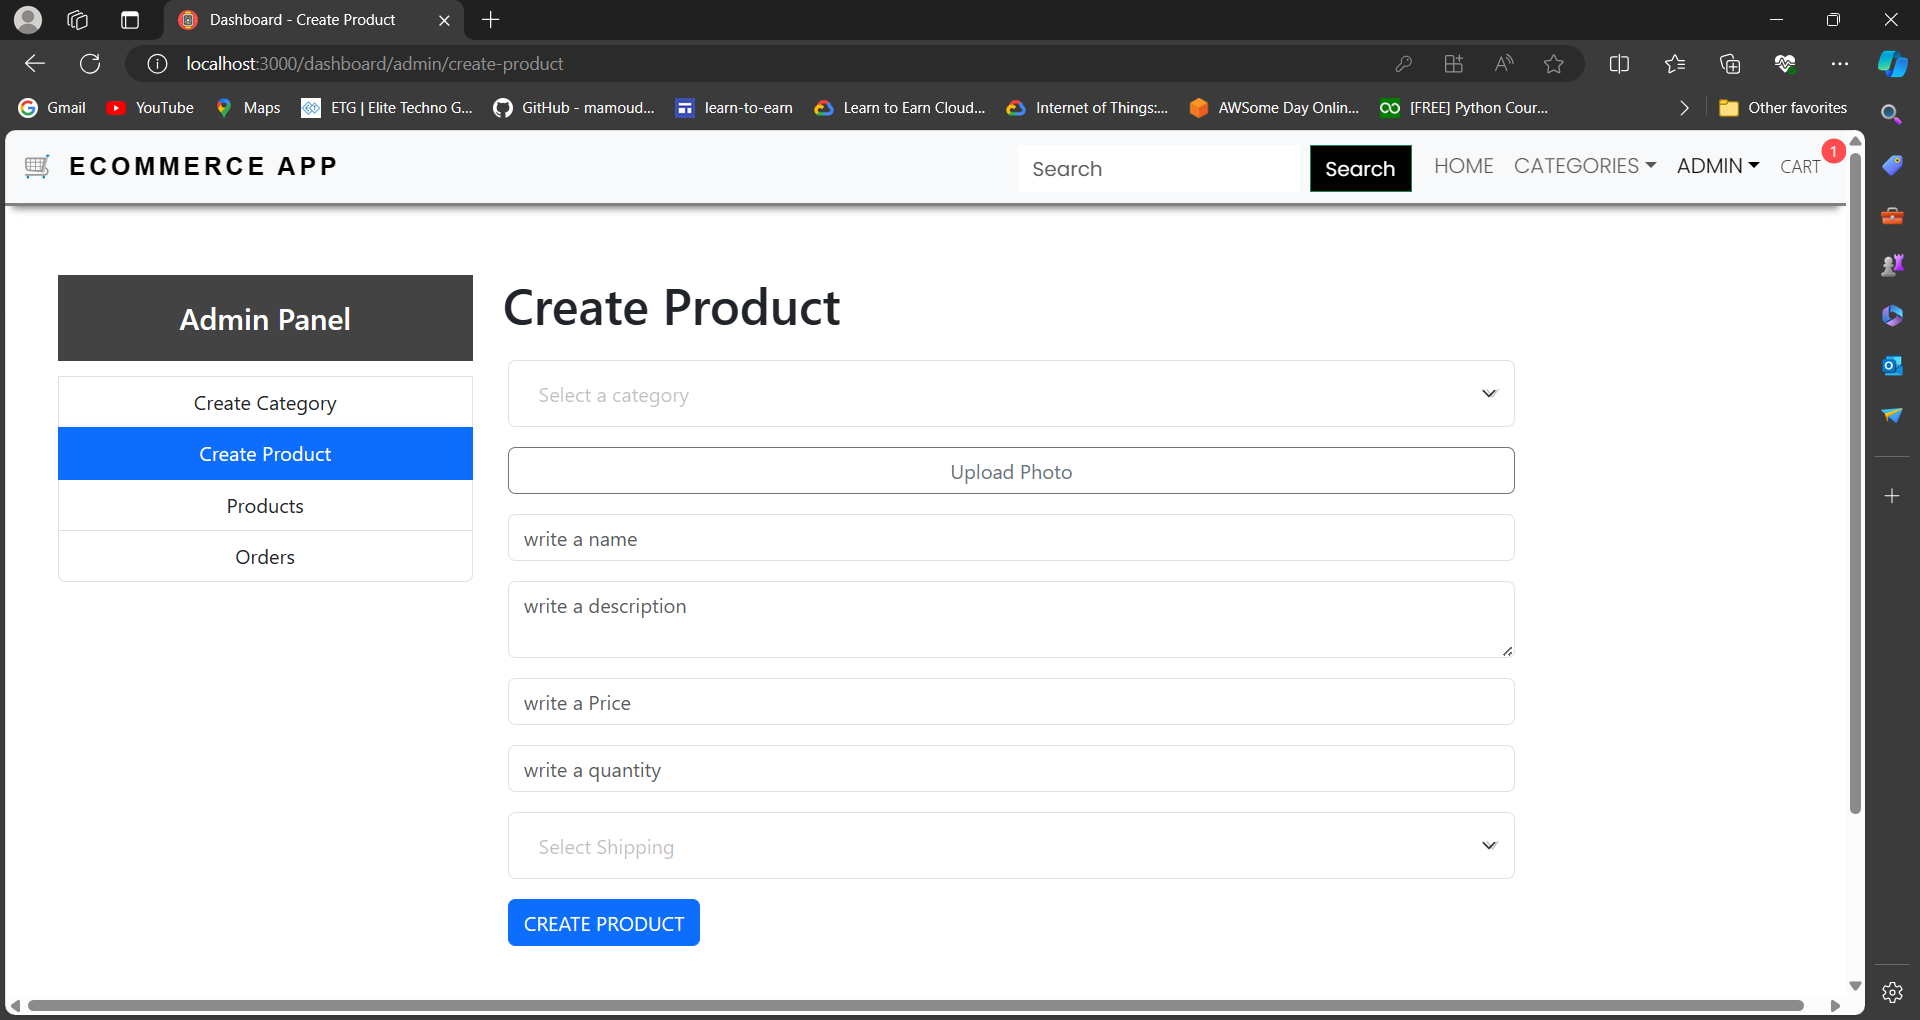 Dashboard - Create Product
localhost:3000/dashboard/admin/create-product
Gmail YouTube Maps ETG | Elite Techno G... GitHub - mamoud... learn-to-earn Learn to Earn Cloud... Internet of Things:... AWSome Day Onlin... [FREE] Python Cour... Other favorites
ECOMMERCE APP Search Search HOME CATEGORIES ADMIN CART 1
Admin Panel
Create Category
Create Product
Products
Orders
Create Product
Select a category
Upload Photo
write a name
write a description
write a Price
write a quantity
Select Shipping
CREATE PRODUCT